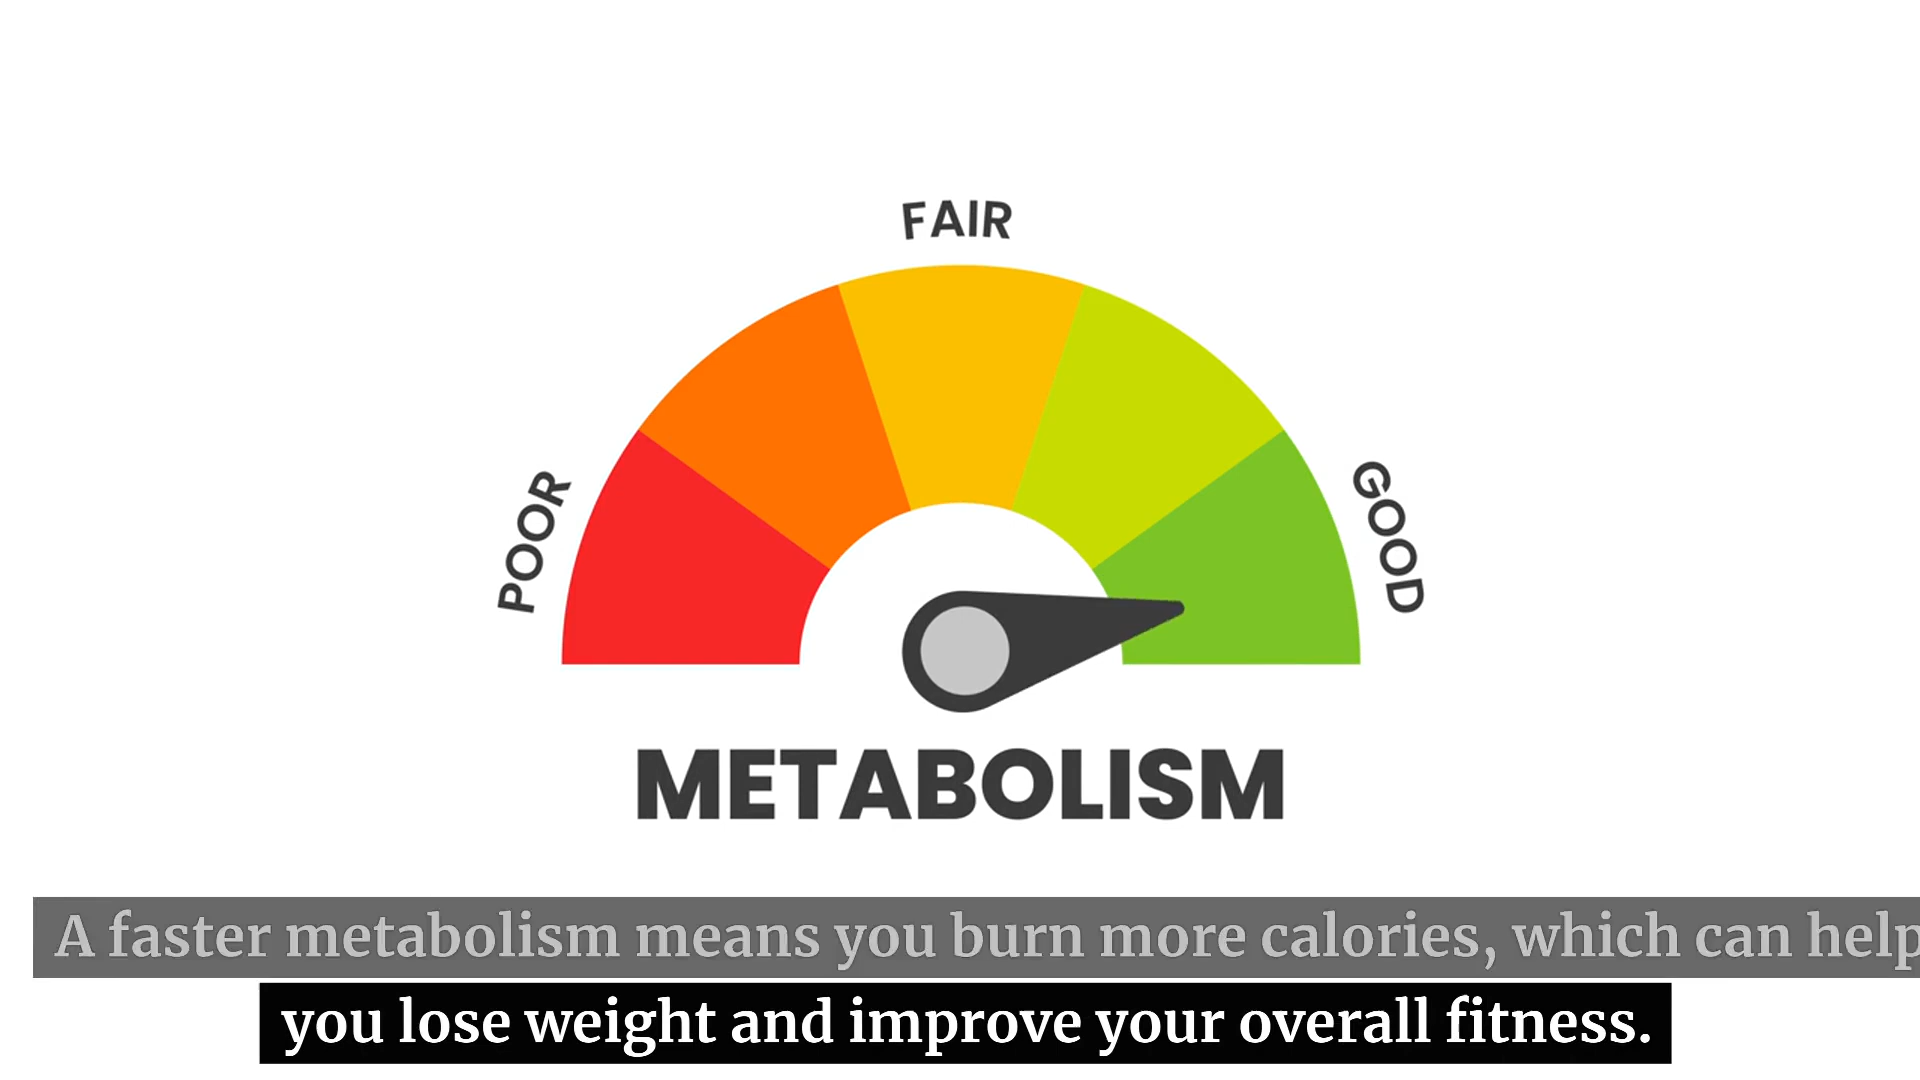 FAIR
POOR
GOOD
METABOLISM
A faster metabolism means you burn more calories, which can help
you lose weight and improve your overall fitness.